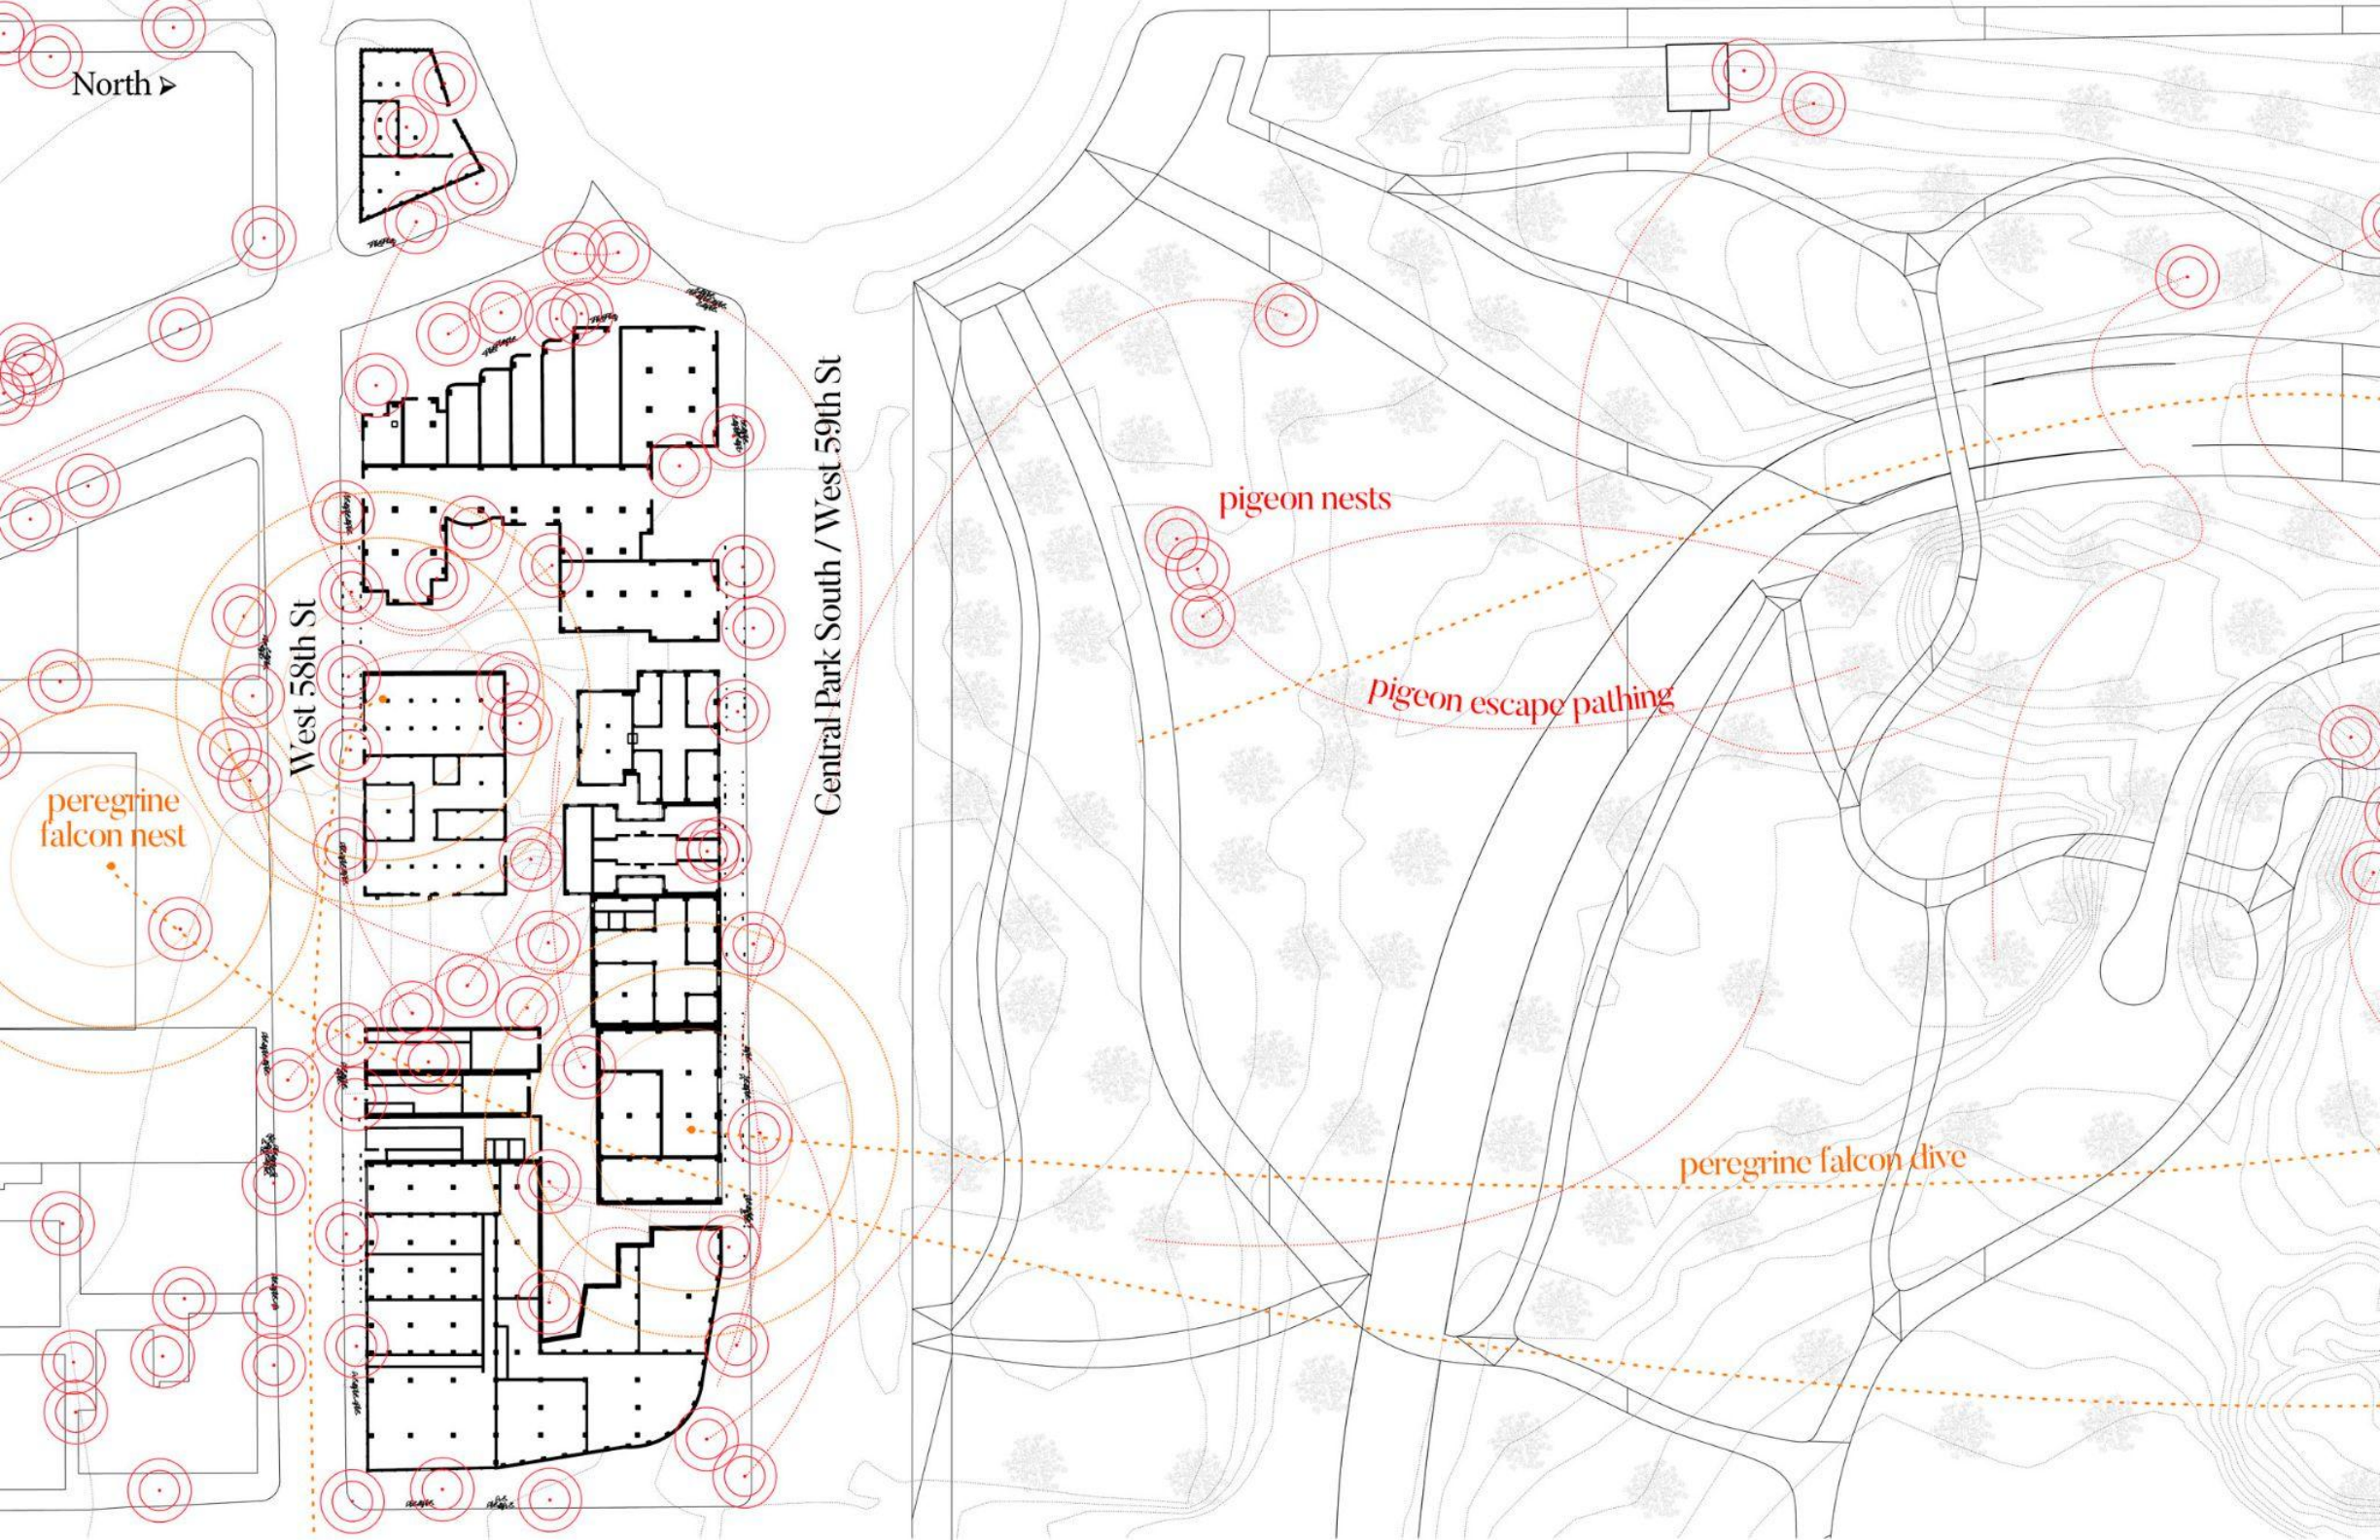 North
West 58th St
Central Park South / West 59th St
pigeon nests
pigeon escape pathing
peregrine
falcon nest
peregrine falcon dive